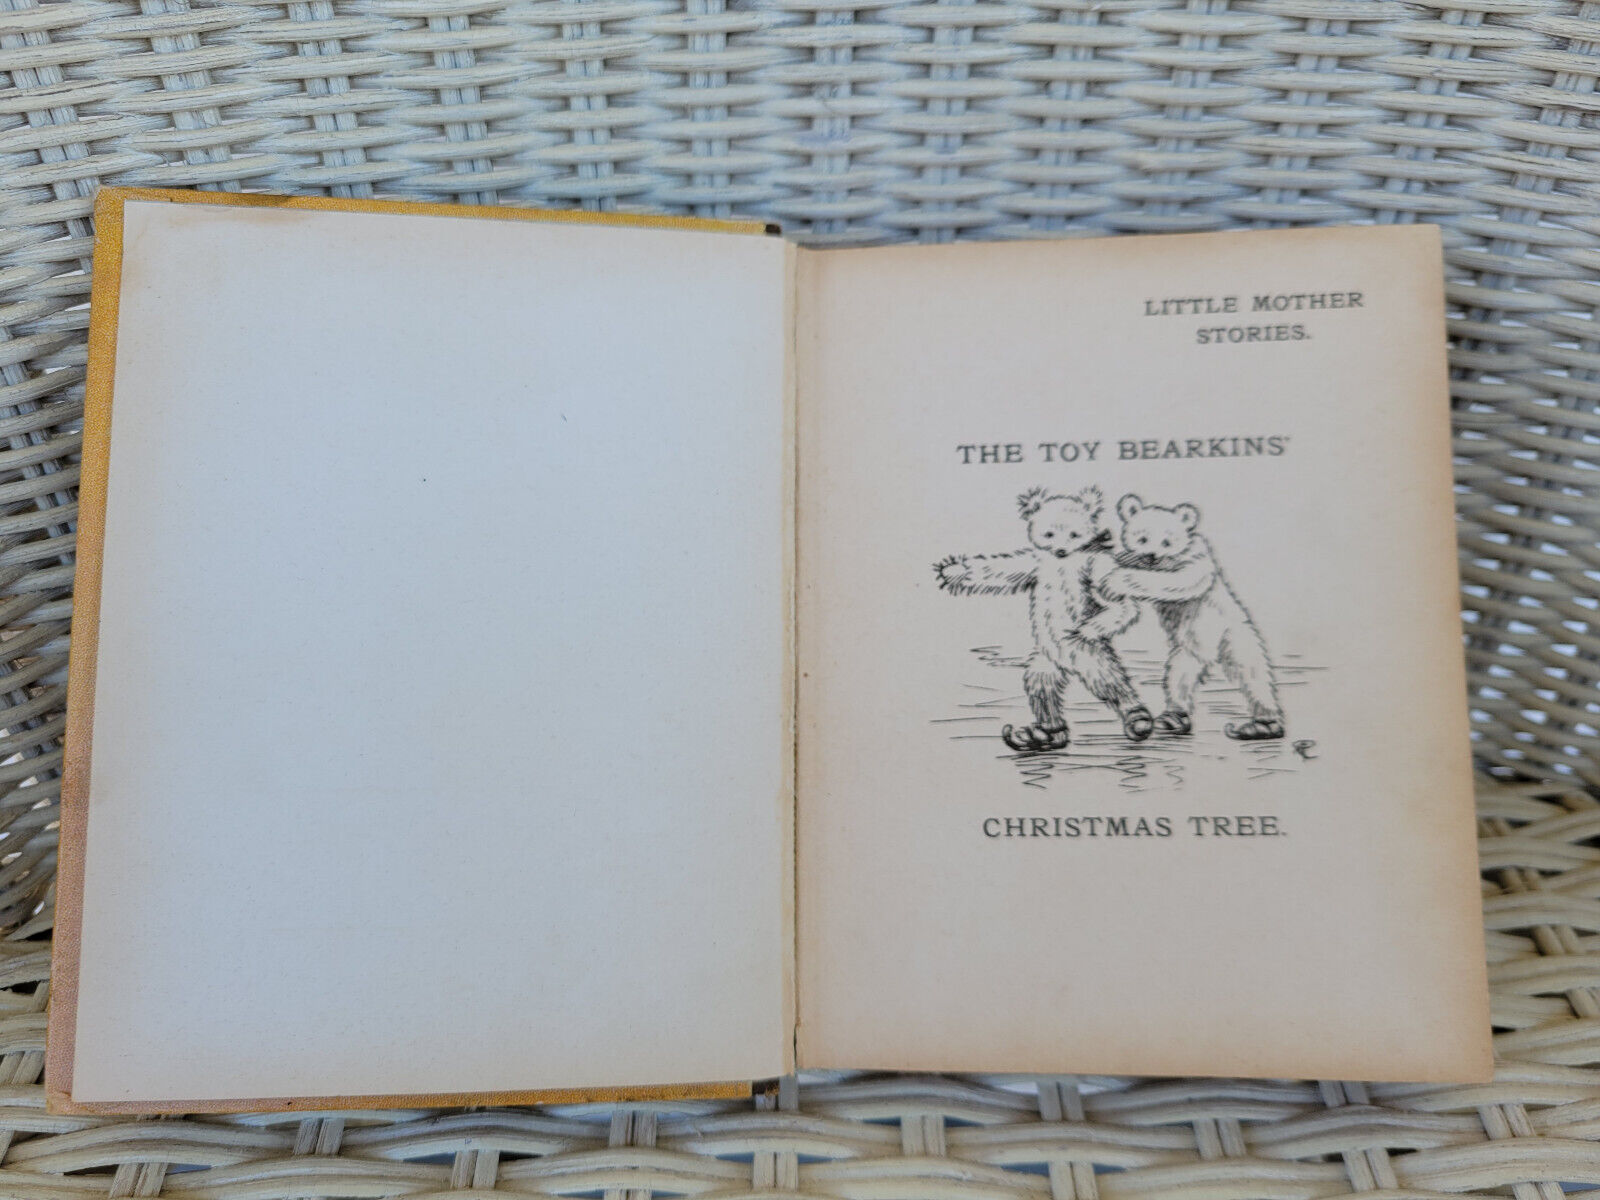 LITTLE MOTHER
STORIES.
THE TOY BEARKINS'
CHRISTMAS TREE.